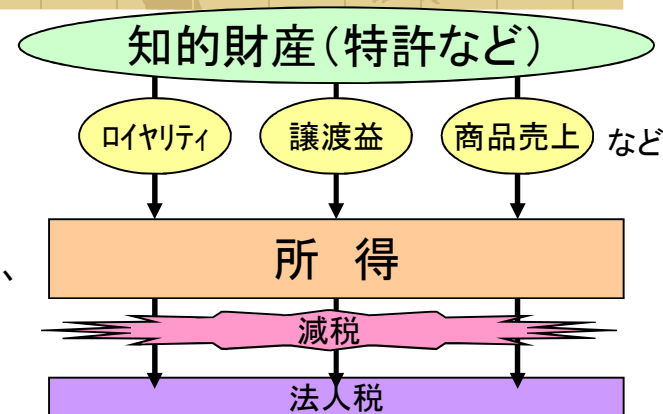 知的財産(特許など)
ロイヤリティ 譲渡益 商品売上 など
所 得
、
減税
法人税